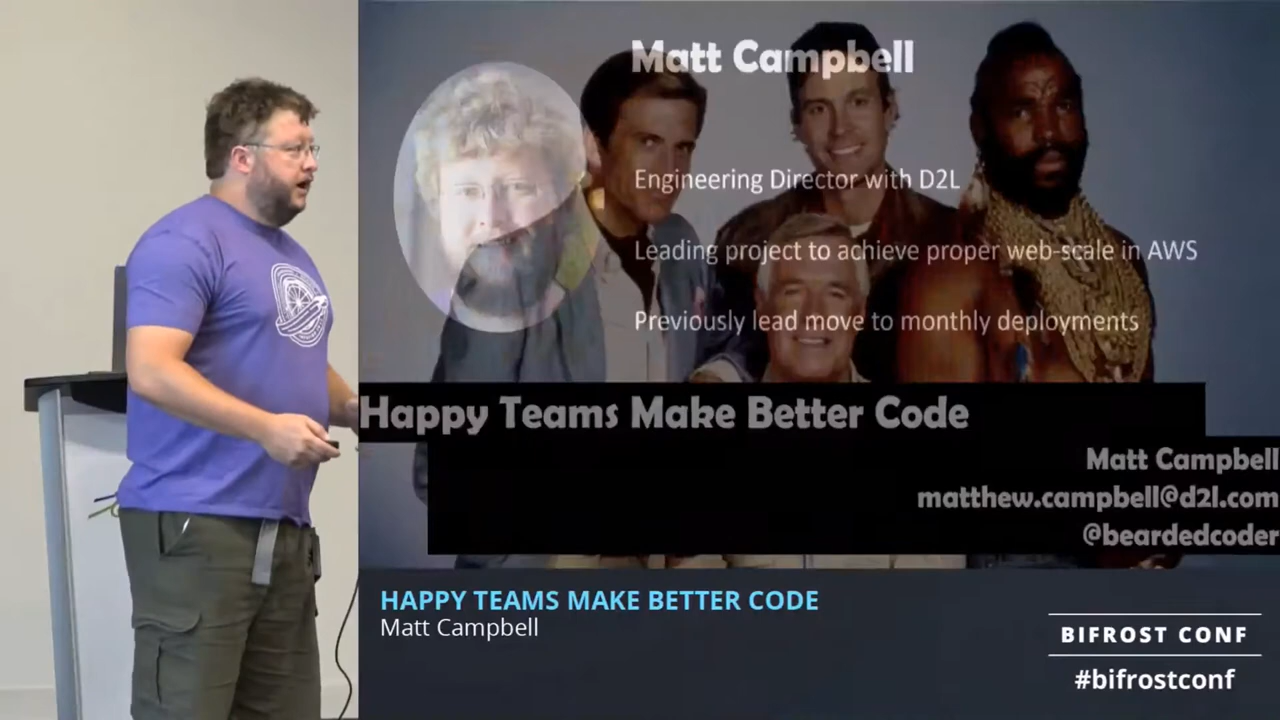 Matt Campbell
Engineering Director with D2L
Leading project to achieve proper web-scale in AWS
Previously lead move to monthly deployments
Happy Teams Make Better Code
Matt Campbell
matthew.campbell@d2l.com
@beardedcoder
HAPPY TEAMS MAKE BETTER CODE
Matt Campbell
BIFROST CONF
#bifrostconf